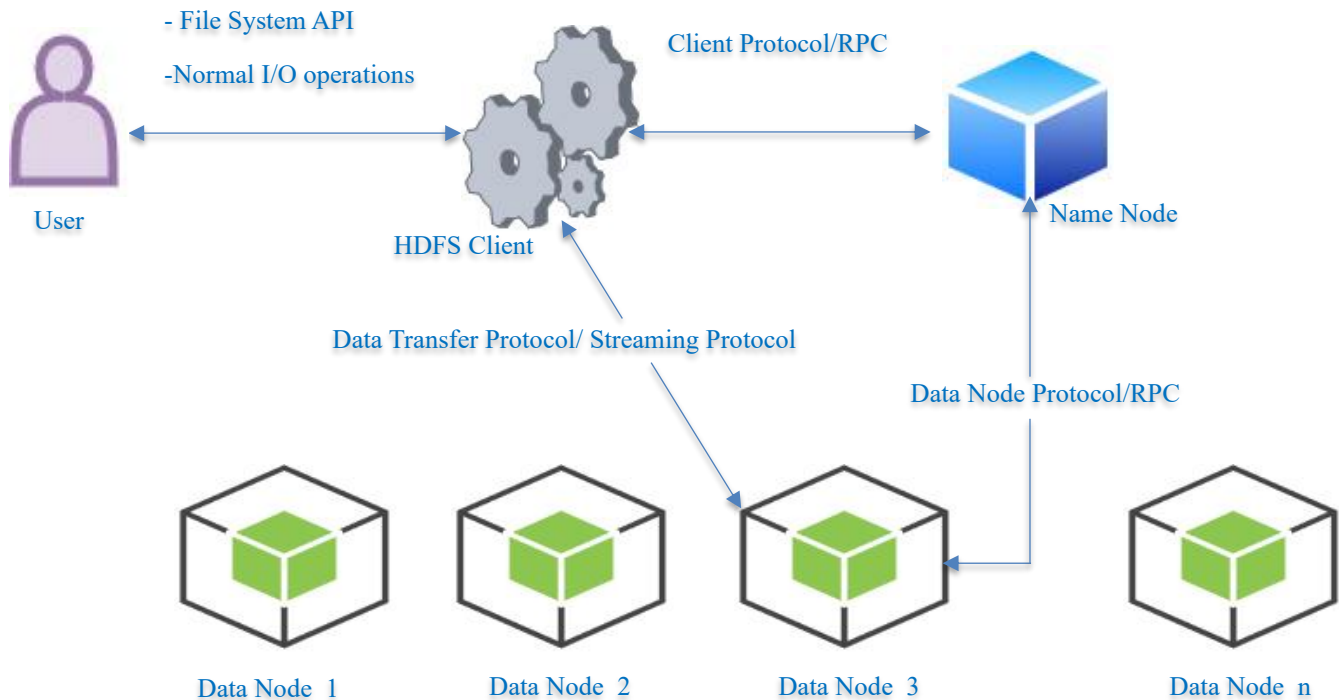 - File System API
-Normal I/O operations
Client Protocol/RPC
User
HDFS Client
Name Node
Data Transfer Protocol/ Streaming Protocol
Data Node Protocol/RPC
Data Node 1
Data Node 2
Data Node 3
Data Node n